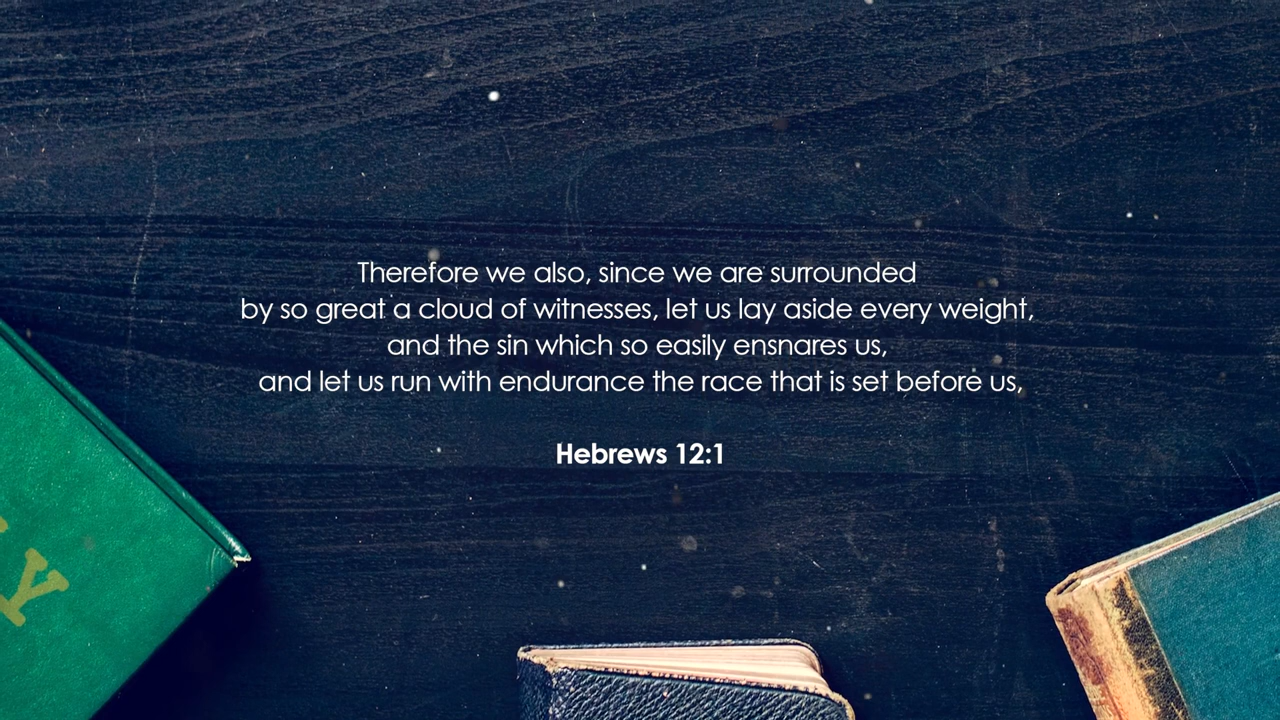 Therefore we also, since we are surrounded
by so great a cloud of witnesses, let us lay aside every weight,
and the sin which so easily ensnares us,
and let us run with endurance the race that is set before us,
Hebrews 12:1
Y